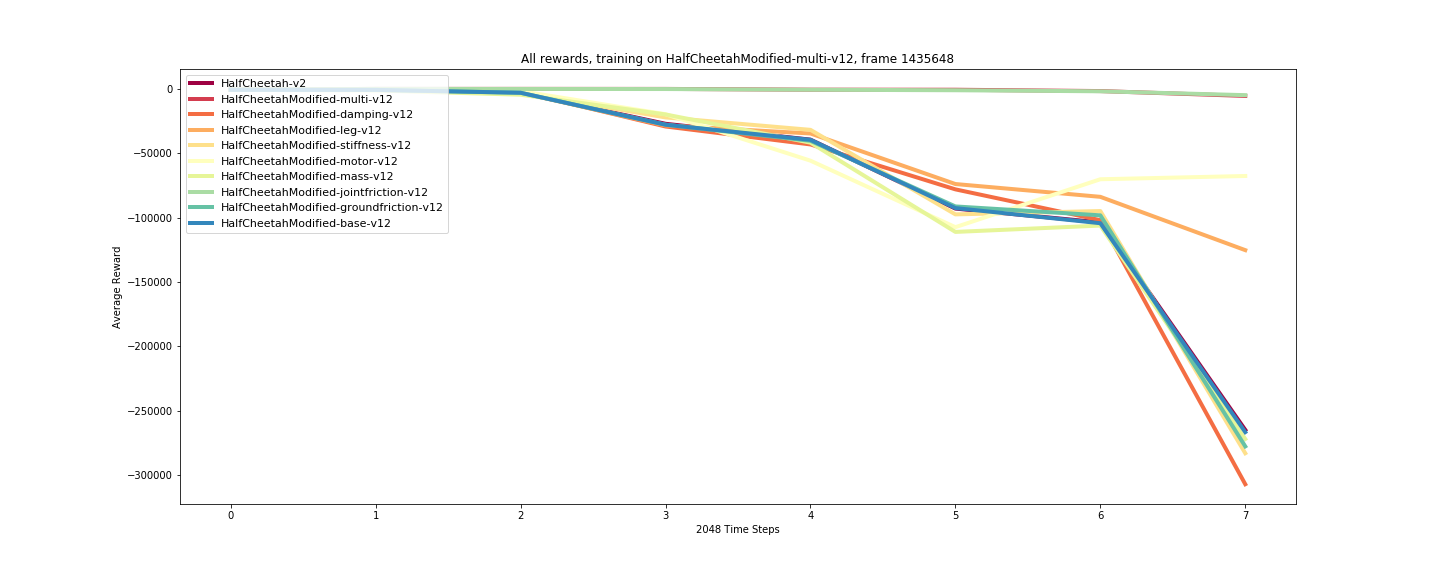 All rewards, training on HalfCheetahModified-multi-v12, frame 1435648
HalfCheetah-v2
HalfCheetahModified-multi-v12
HalfCheetahModified-damping-v12
HalfCheetahModified-leg-v12
HalfCheetahModified-stiffness-v12
HalfCheetahModified-motor-v12
HalfCheetahModified-mass-v12
HalfCheetahModified-jointfriction-v12
HalfCheetahModified-groundfriction-v12
HalfCheetahModified-base-v12
Average Reward
0
−50000
−100000
−150000
−200000
−250000
−300000
0 1 2 3 4 5 6 7
2048 Time Steps